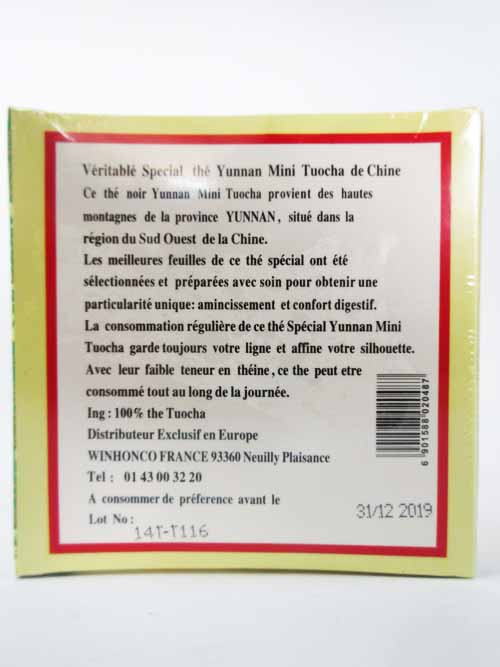 Véritablé Special thé Yunnan Mini Tuocha de Chine
Ce thé noir Yunnan Mini Tuocha provient des hautes
montagnes de la province YUNNAN, situé dans la
région du Sud Ouest de la Chine.
Les meilleures feuilles de ce thé spécial ont été
sélectionnées et préparées avec soin pour obtenir une
particularité unique: amincissement et confort digestif.
La consommation régulière de ce thé Spécial Yunnan Mini
Tuocha garde toujours votre ligne et affine votre silhouette.
Avec leur faible teneur en théine, ce the peut etre
consommé tout au long de la journée.
Ing : 100% the Tuocha
Distributeur Exclusif en Europe
WINHONCO FRANCE 93360 Neuilly Plaisance
Tel : 01 43 00 32 20
A consommer de préference avant le
31/12 2019
Lot No :
14T-T116
6 901588 020487